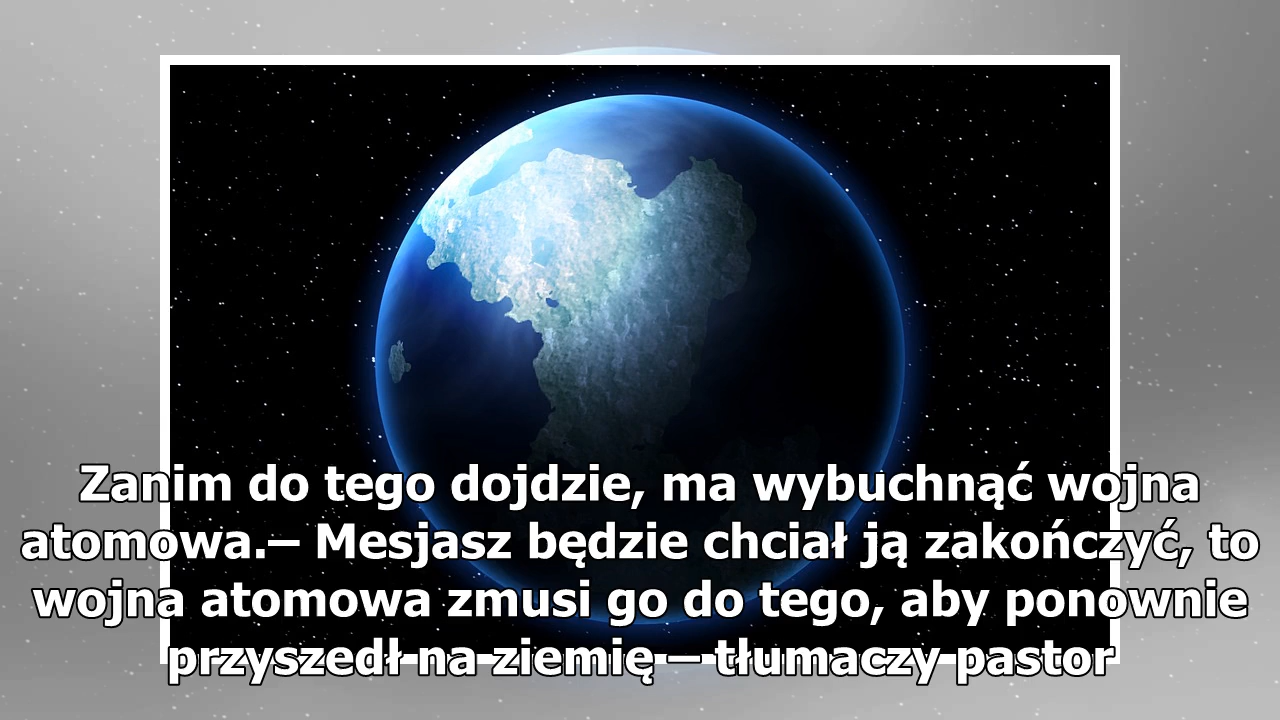 Zanim do tego dojdzie, ma wybuchnąć wojna
atomowa.– Mesjasz będzie chciał ją zakończyć, to
wojna atomowa zmusi go do tego, aby ponownie
przyszedł na ziemię – tłumaczy pastor